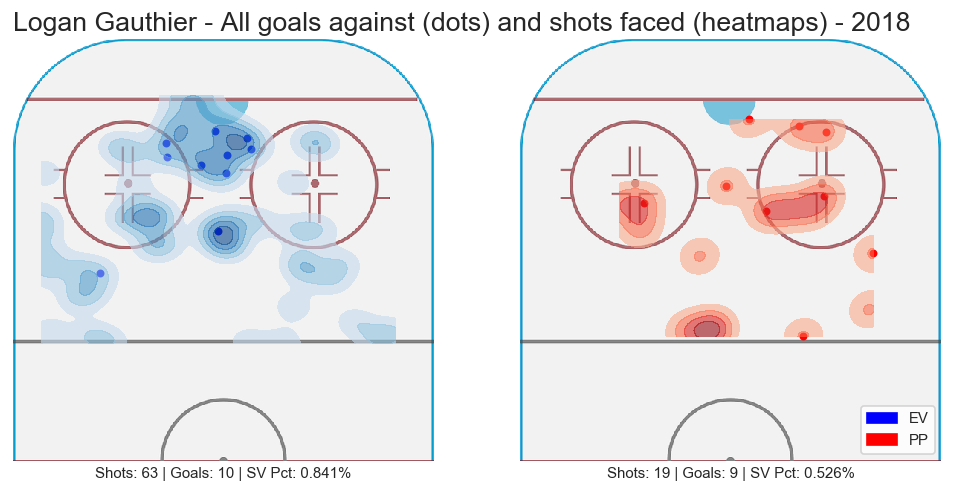 Logan Gauthier - All goals against (dots) and shots faced (heatmaps) - 2018
EV
PP
Shots: 63 | Goals: 10 | SV Pct: 0.841%
Shots: 19 | Goals: 9 | SV Pct: 0.526%